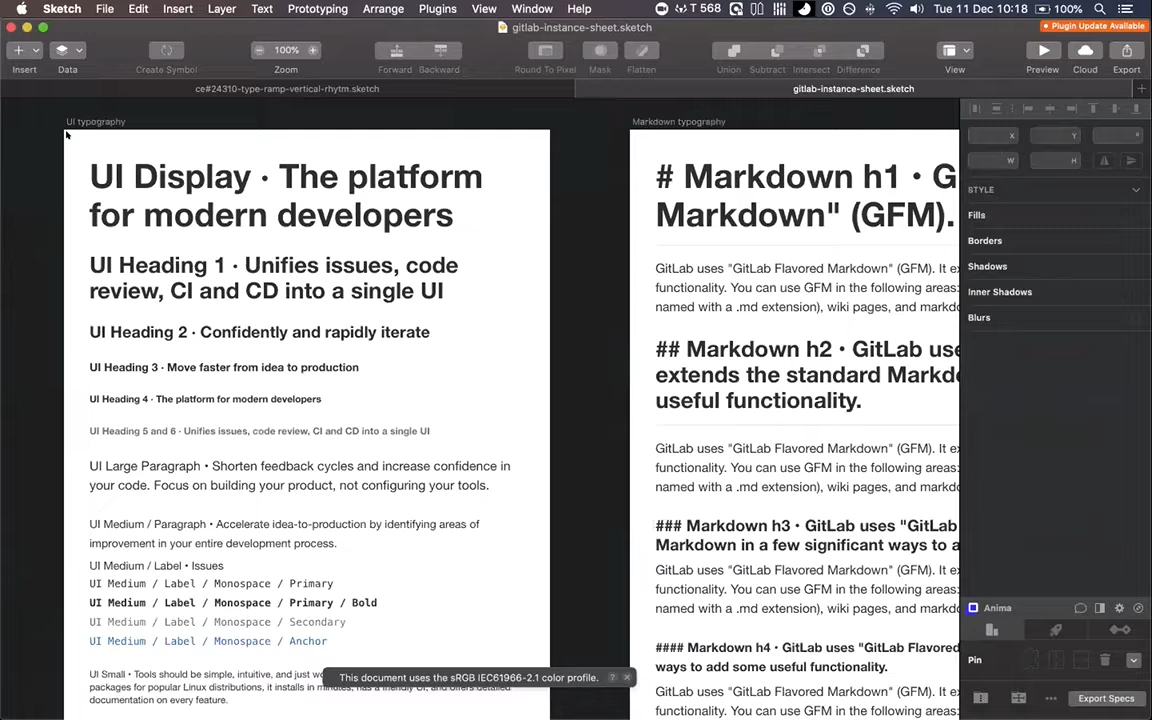 Sketch File Edit Insert Layer Text Prototyping Arrange Plugins View Window Help T 568 Tue 11 Dec 10:18 100%
gitlab-instance-sheet.sketch
Plugin Update Available
100%
Insert Data Create Symbol Zoom Forward Backward Round To Pixel Mask Flatten Union Subtract Intersect Difference View Preview Cloud Export
ce#24310-type-ramp-vertical-rhytm.sketch
gitlab-instance-sheet.sketch
UI typography
UI Display · The platform
for modern developers
UI Heading 1 · Unifies issues, code
review, CI and CD into a single UI
UI Heading 2 · Confidently and rapidly iterate
UI Heading 3 · Move faster from idea to production
UI Heading 4 · The platform for modern developers
UI Heading 5 and 6 · Unifies issues, code review, CI and CD into a single UI
UI Large Paragraph • Shorten feedback cycles and increase confidence in
your code. Focus on building your product, not configuring your tools.
UI Medium / Paragraph • Accelerate idea-to-production by identifying areas of
improvement in your entire development process.
UI Medium / Label • Issues
UI Medium / Label / Monospace / Primary
UI Medium / Label / Monospace / Primary / Bold
UI Medium / Label / Monospace / Secondary
UI Medium / Label / Monospace / Anchor
UI Small • Tools should be simple, intuitive, and just wo
packages for popular Linux distributions, it installs in minutes, has a friendly UI, and offers detailed
documentation on every feature.
This document uses the sRGB IEC61966-2.1 color profile. ?
Markdown typography
# Markdown h1 • G
Markdown" (GFM).
GitLab uses "GitLab Flavored Markdown" (GFM). It ex
functionality. You can use GFM in the following areas:
named with a .md extension), wiki pages, and markd
## Markdown h2 • GitLab use
extends the standard Markdo
useful functionality.
GitLab uses "GitLab Flavored Markdown" (GFM). It ex
functionality. You can use GFM in the following areas:
named with a .md extension), wiki pages, and markd
### Markdown h3 • GitLab uses "GitLab
Markdown in a few significant ways to a
GitLab uses "GitLab Flavored Markdown" (GFM). It ex
functionality. You can use GFM in the following areas:
named with a .md extension), wiki pages, and markd
#### Markdown h4 • GitLab uses "GitLab Flavored
ways to add some useful functionality.
GitLab uses "GitLab Flavored Markdown" (GFM). It ex
functionality. You can use GFM in the following areas:
X Y °
W H
STYLE
Fills
Borders
Shadows
Inner Shadows
Blurs
Anima
Pin
Export Specs